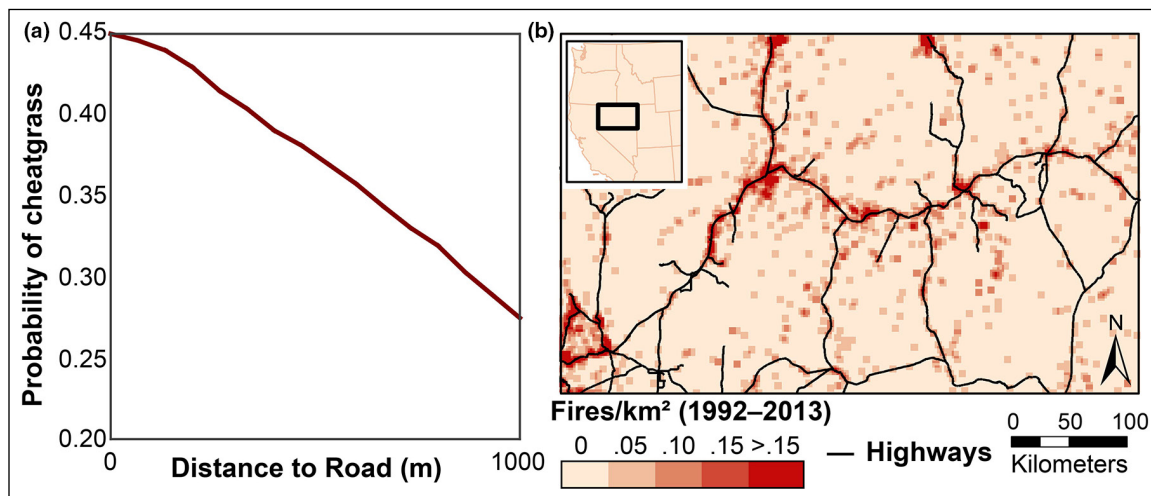 (a)
0.45
0.40
0.35
0.30
0.25
0.20
Probability of cheatgrass
0
Distance to Road (m)
1000
(b)
N
Fires/km² (1992–2013)
0 .05 .10 .15 >.15
Highways
0 50 100
Kilometers